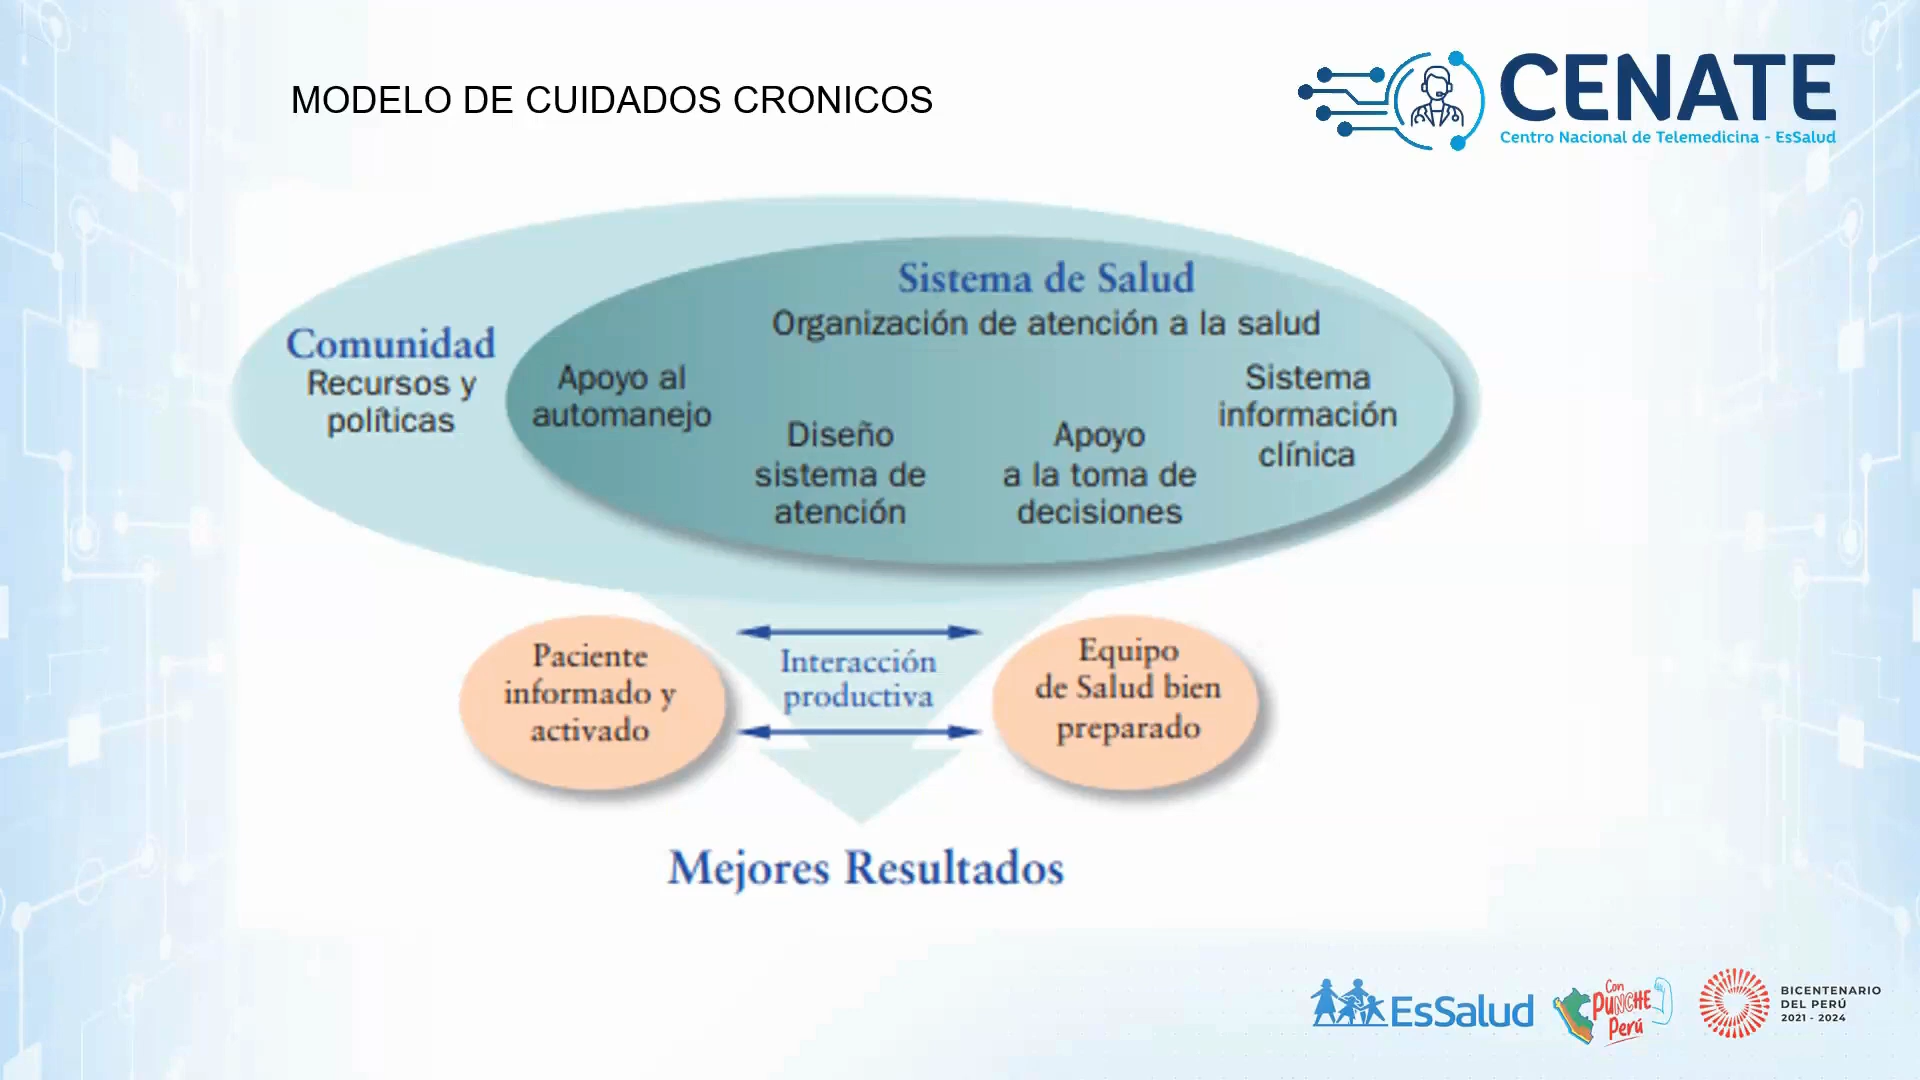 MODELO DE CUIDADOS CRONICOS
CENATE
Centro Nacional de Telemedicina - EsSalud
Sistema de Salud
Organización de atención a la salud
Comunidad
Recursos y
políticas
Apoyo al
automanejo
Diseño
sistema de
atención
Apoyo
a la toma de
decisiones
Sistema
información
clínica
Paciente
informado y
activado
Interacción
productiva
Equipo
de Salud bien
preparado
Mejores Resultados
EsSalud
Con
PUNCHE
Perú
BICENTENARIO
DEL PERÚ
2021 - 2024